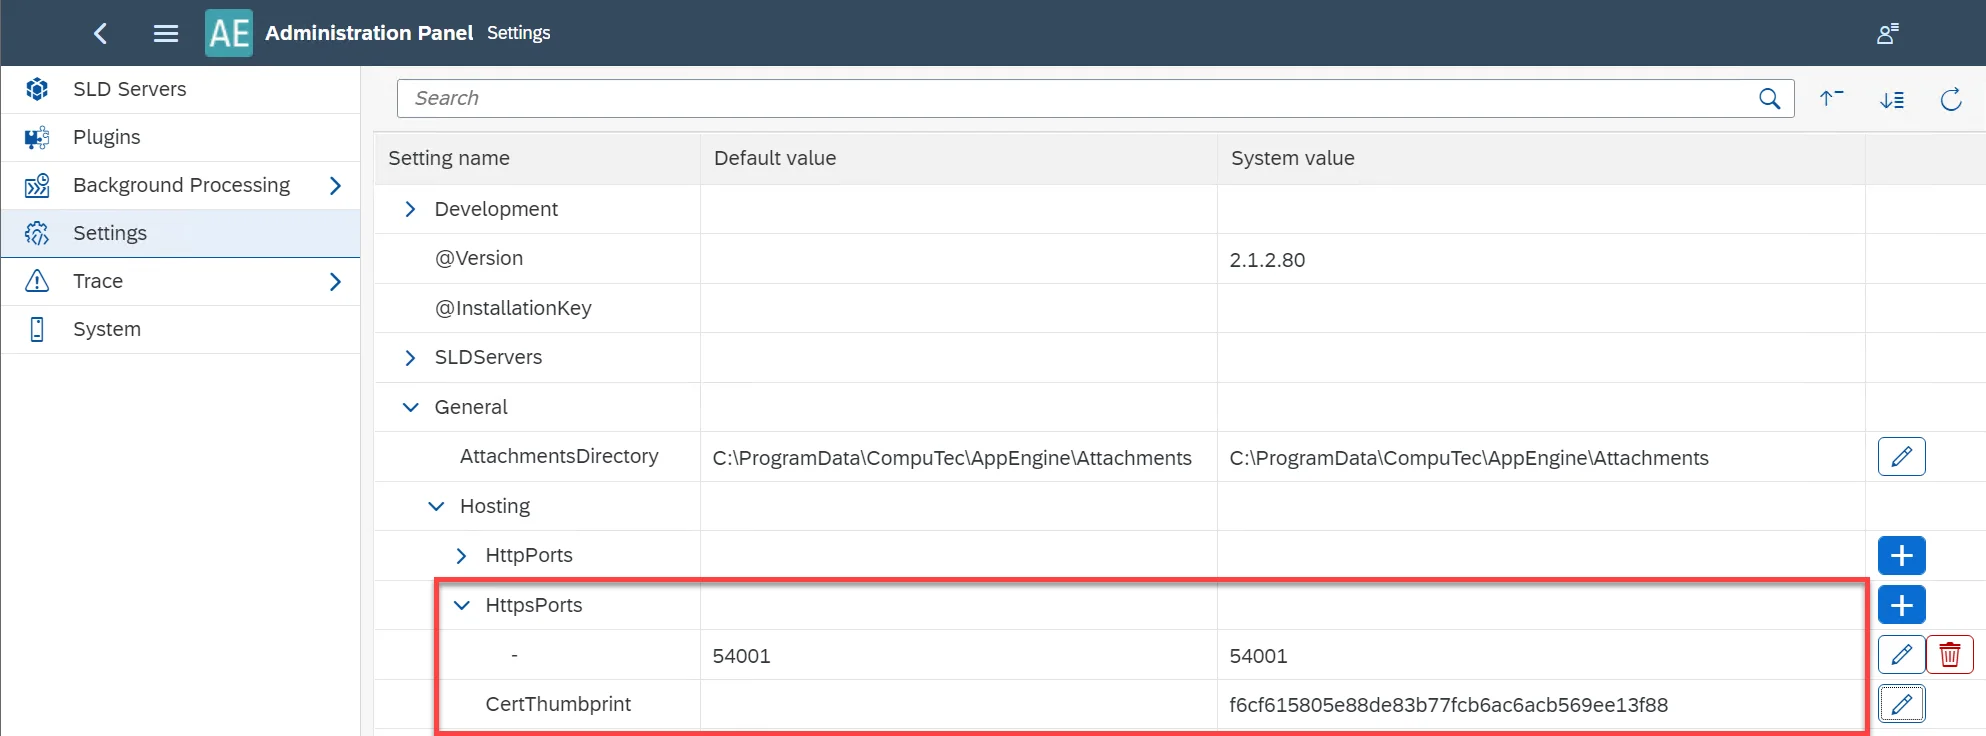 AE Administration Panel Settings
SLD Servers
Plugins
Background Processing
Settings
Trace
System
Search
Setting name Default value System value
Development
@Version 2.1.2.80
@InstallationKey
SLDServers
General
AttachmentsDirectory C:\ProgramData\CompuTec\AppEngine\Attachments C:\ProgramData\CompuTec\AppEngine\Attachments
Hosting
HttpPorts
HttpsPorts
- 54001 54001
CertThumbprint f6cf615805e88de83b77fcb6ac6acb569ee13f88